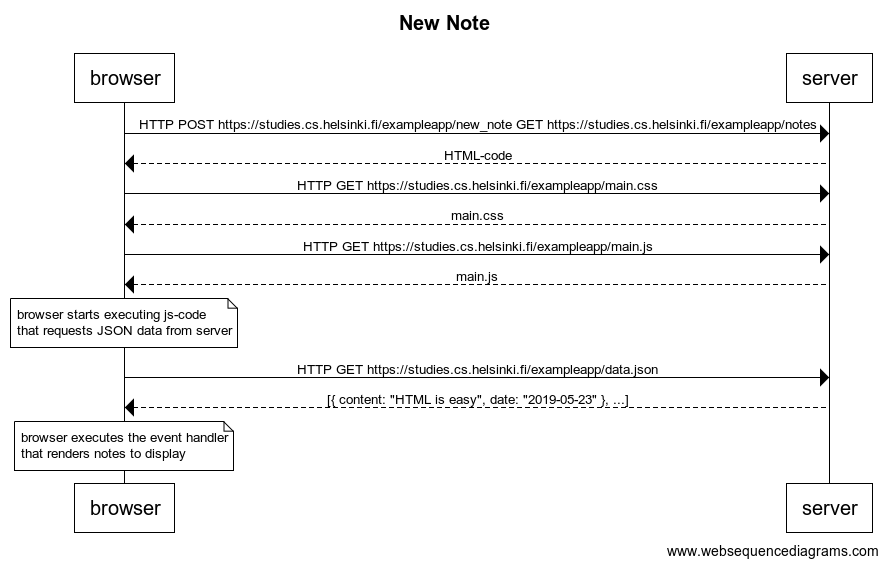 New Note
browser
server
HTTP POST https://studies.cs.helsinki.fi/exampleapp/new_note GET https://studies.cs.helsinki.fi/exampleapp/notes
HTML-code
HTTP GET https://studies.cs.helsinki.fi/exampleapp/main.css
main.css
HTTP GET https://studies.cs.helsinki.fi/exampleapp/main.js
main.js
browser starts executing js-code
that requests JSON data from server
HTTP GET https://studies.cs.helsinki.fi/exampleapp/data.json
[{ content: "HTML is easy", date: "2019-05-23" }, ...]
browser executes the event handler
that renders notes to display
browser
server
www.websequencediagrams.com